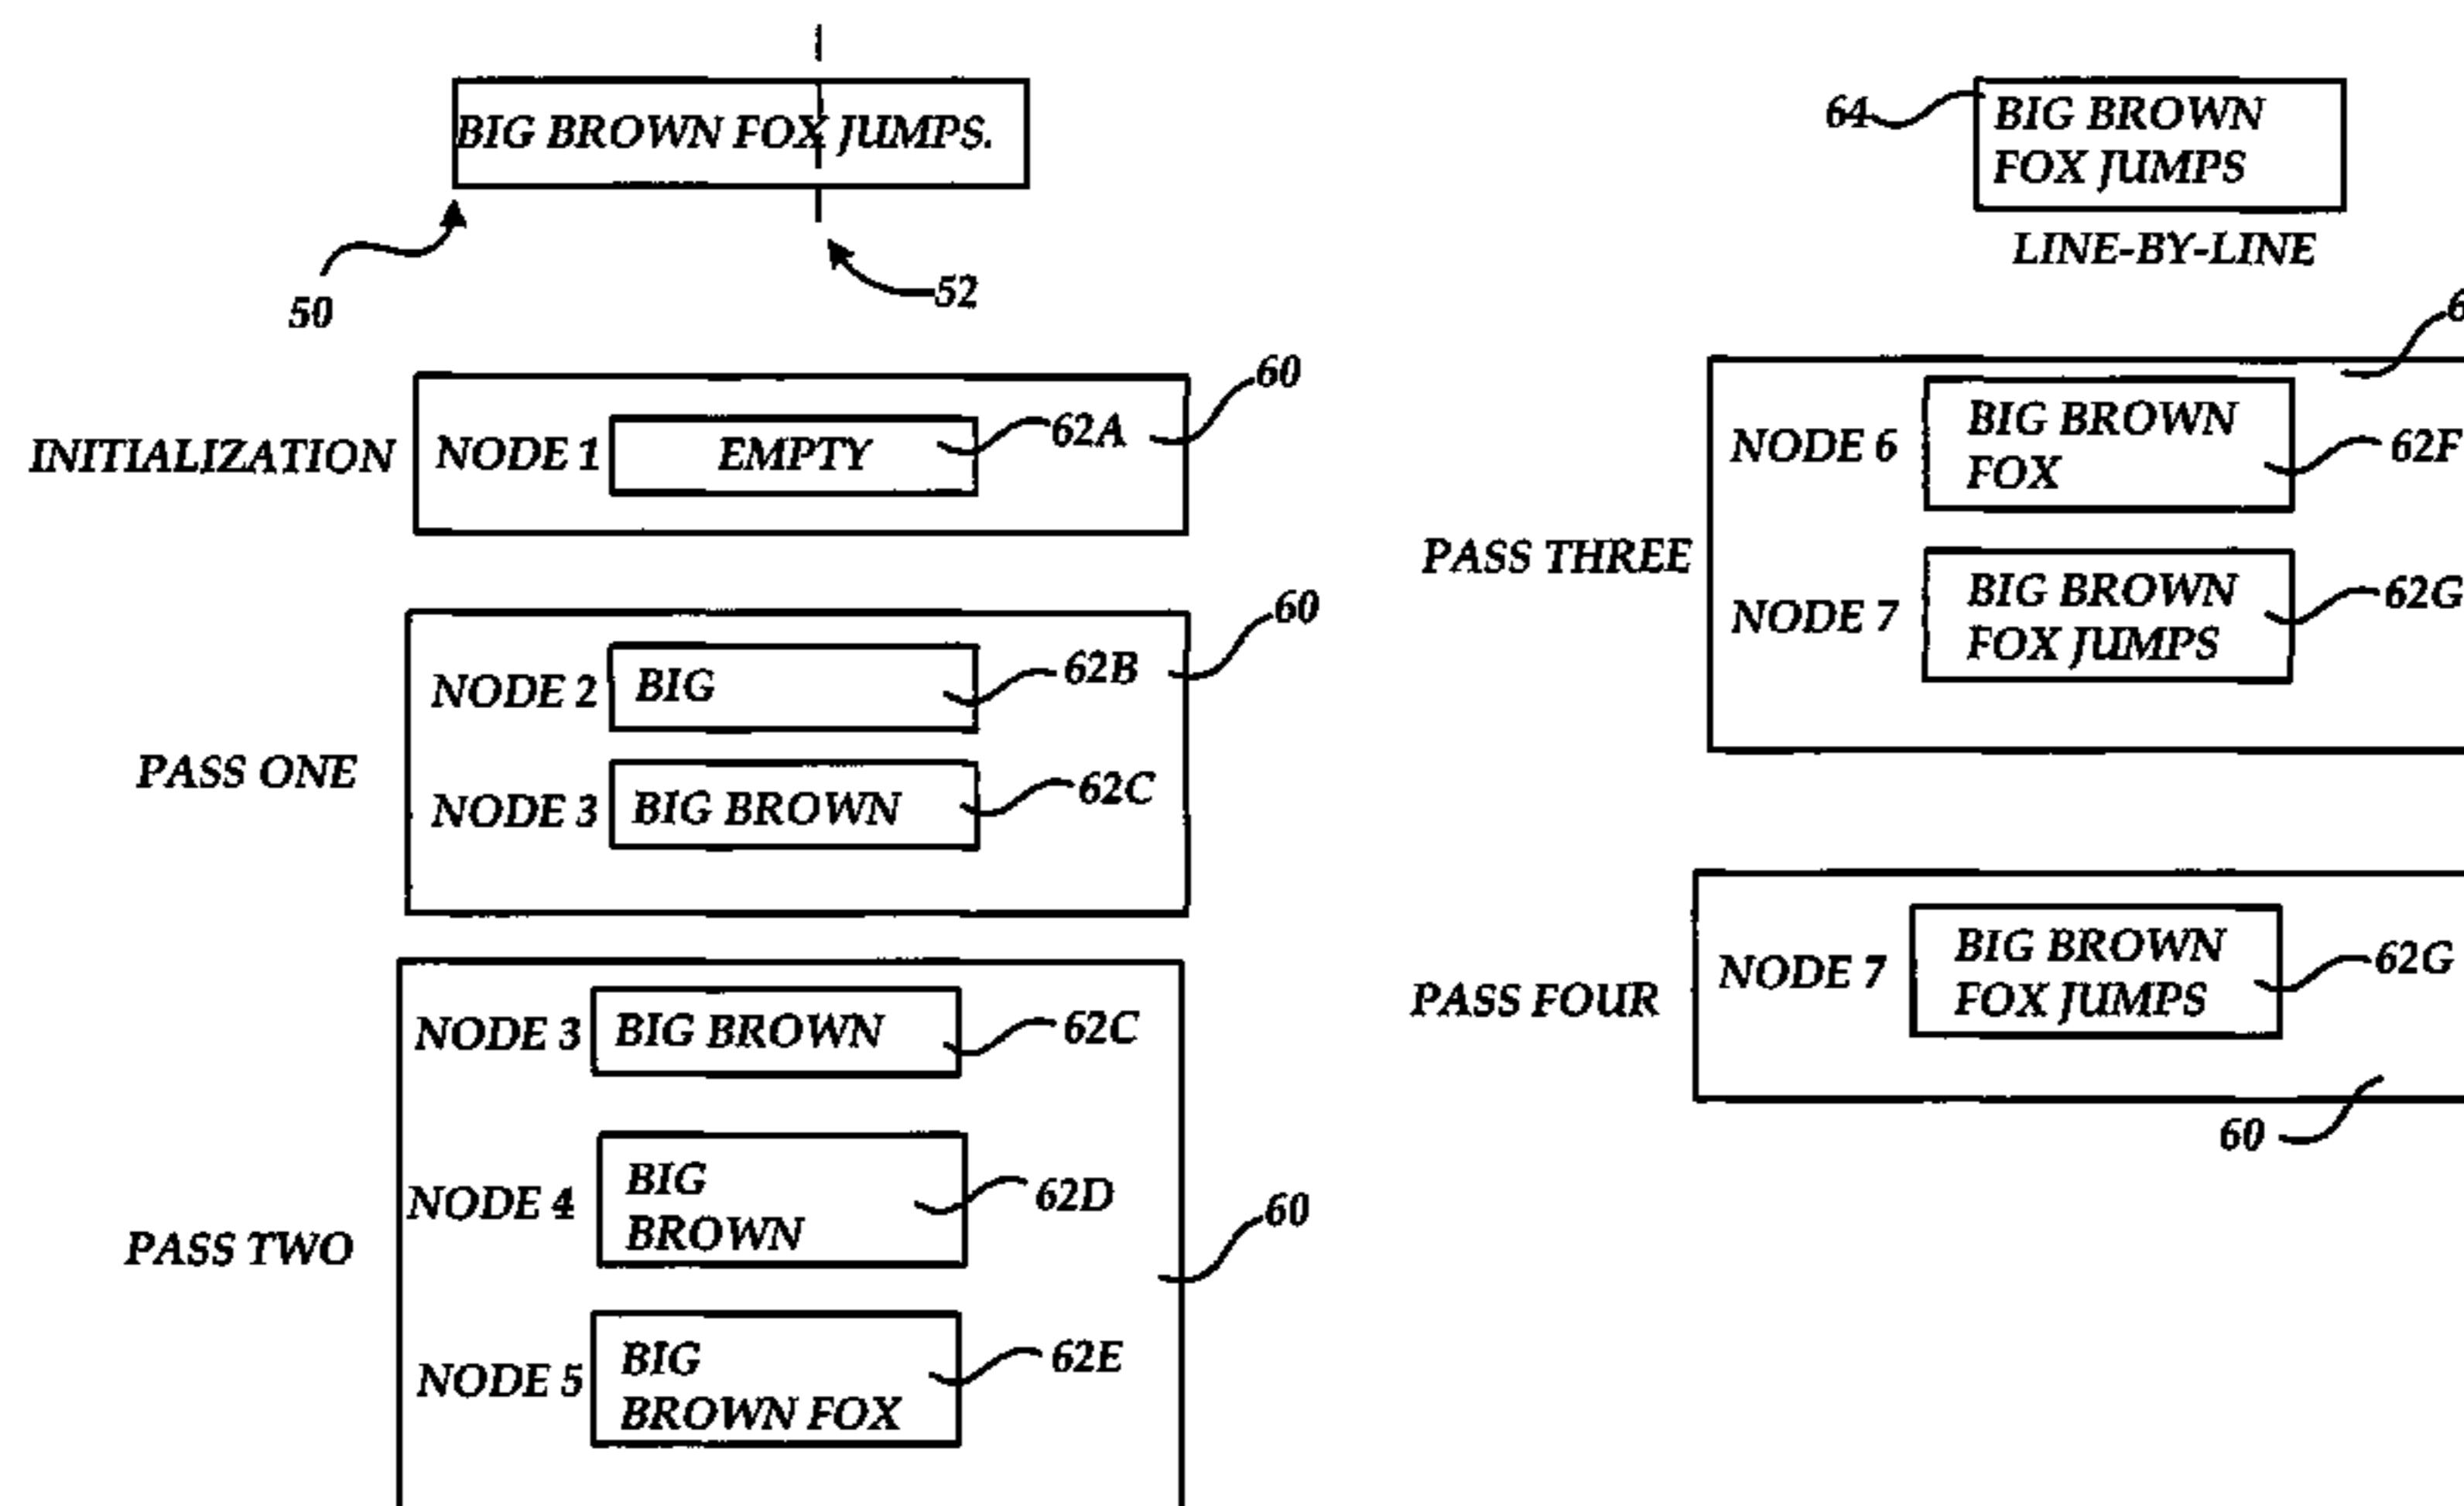 BIG BROWN FOX JUMPS.
50
52
INITIALIZATION
NODE 1
EMPTY
62A
60
PASS ONE
NODE 2
BIG
62B
60
NODE 3
BIG BROWN
62C
PASS TWO
NODE 3
BIG BROWN
62C
NODE 4
BIG
BROWN
62D
60
NODE 5
BIG
BROWN FOX
62E
64
BIG BROWN
FOX JUMPS
LINE-BY-LINE
PASS THREE
NODE 6
BIG BROWN
FOX
62F
NODE 7
BIG BROWN
FOX JUMPS
62G
PASS FOUR
NODE 7
BIG BROWN
FOX JUMPS
62G
60